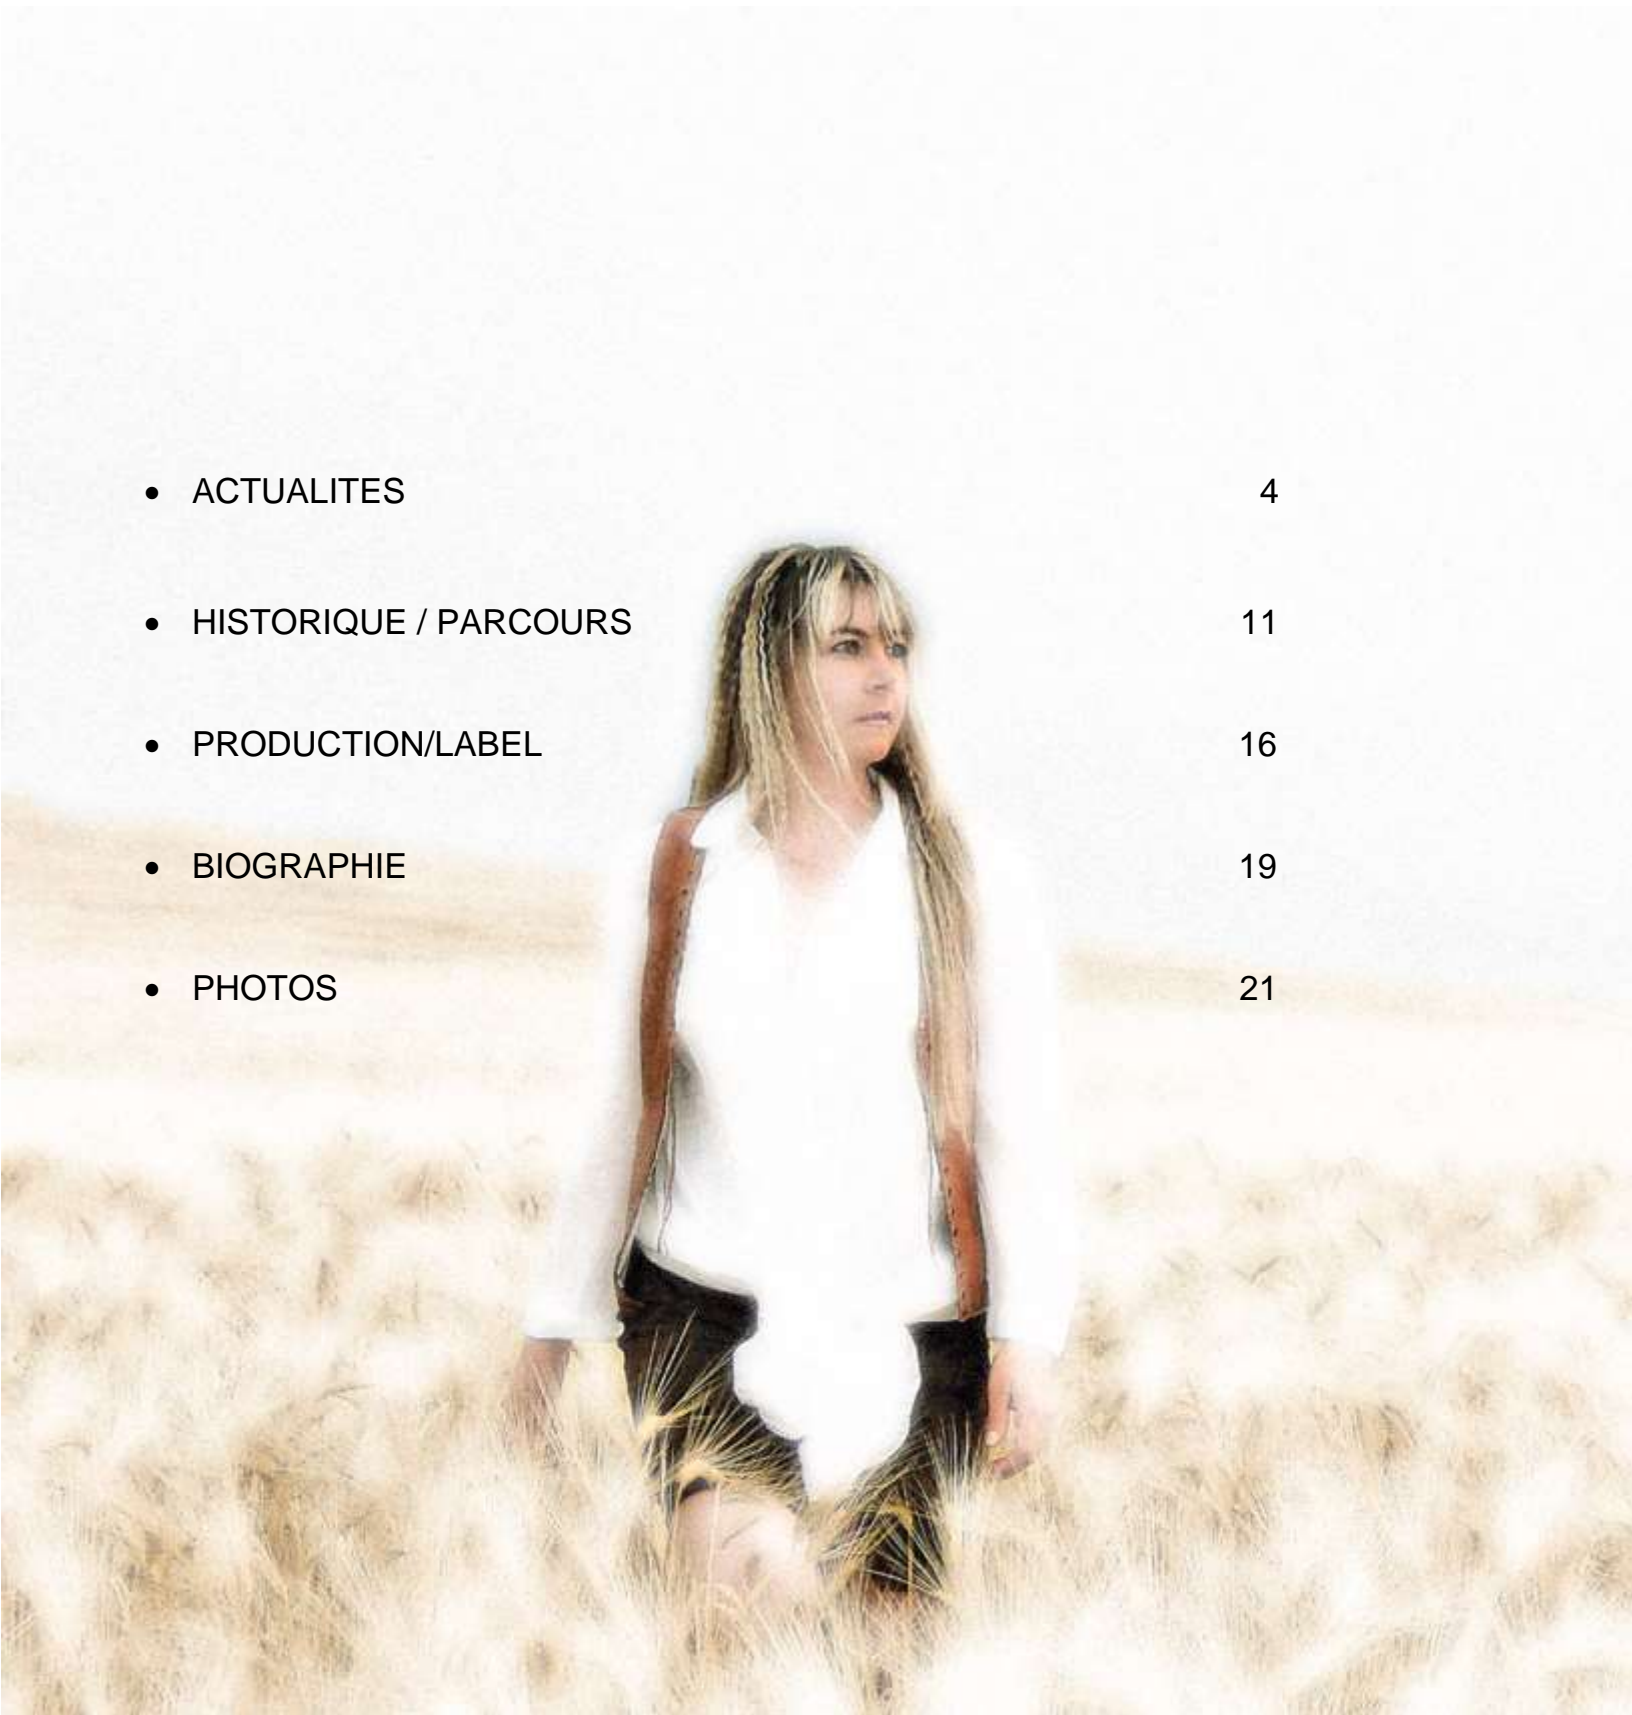 • ACTUALITES 4
• HISTORIQUE / PARCOURS 11
• PRODUCTION/LABEL 16
• BIOGRAPHIE 19
• PHOTOS 21